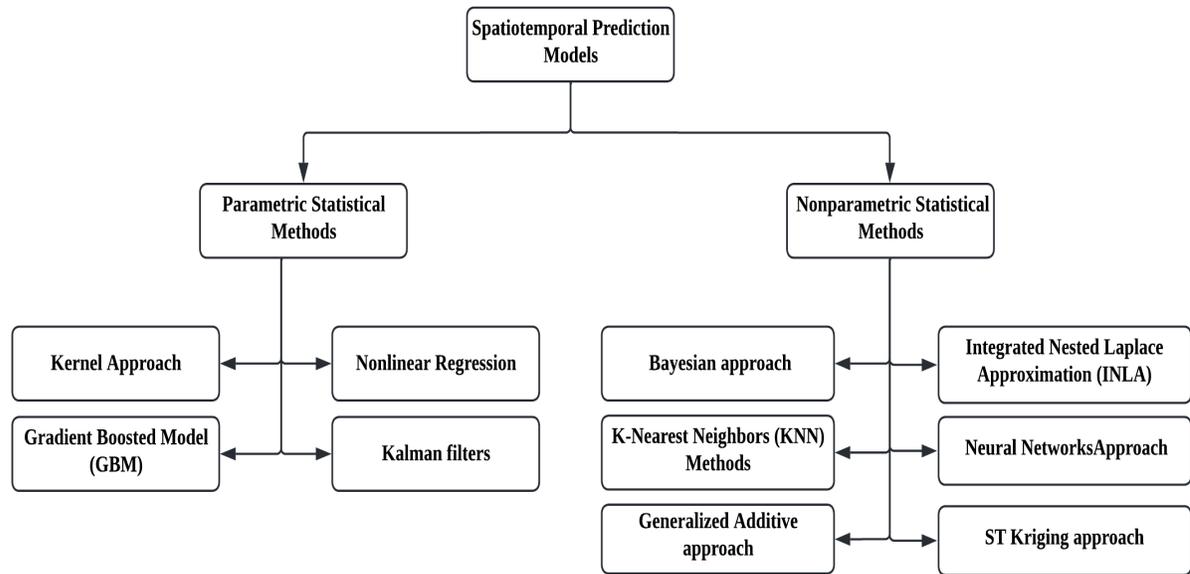 Spatiotemporal Prediction
Models
Parametric Statistical
Methods
Nonparametric Statistical
Methods
Kernel Approach
Nonlinear Regression
Gradient Boosted Model
(GBM)
Kalman filters
Bayesian approach
Integrated Nested Laplace
Approximation (INLA)
K-Nearest Neighbors (KNN)
Methods
Neural NetworksApproach
Generalized Additive
approach
ST Kriging approach